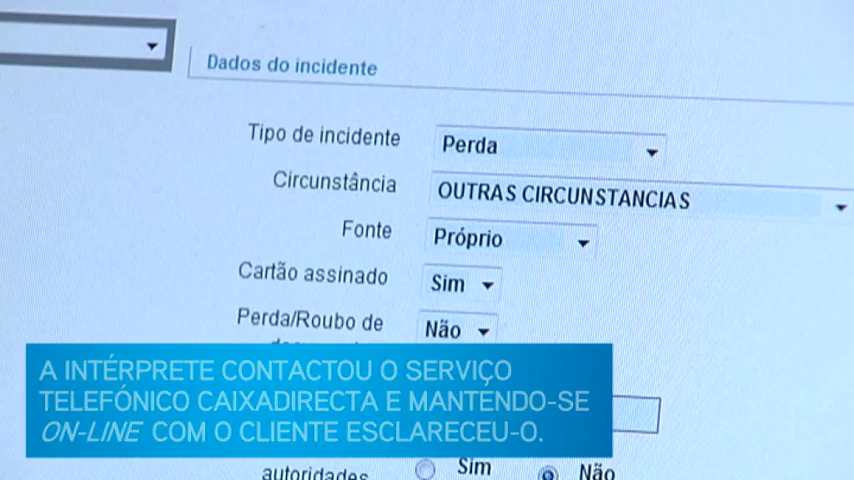 Dados do incidente
Tipo de incidente Perda
Circunstância OUTRAS CIRCUNSTANCIAS
Fonte Próprio
Cartão assinado Sim
Perda/Roubo de Não
A INTÉRPRETE CONTACTOU O SERVIÇO
TELEFÓNICO CAIXADIRECTA E MANTENDO-SE
ON-LINE COM O CLIENTE ESCLARECEU-O.
autoridades Sim Não